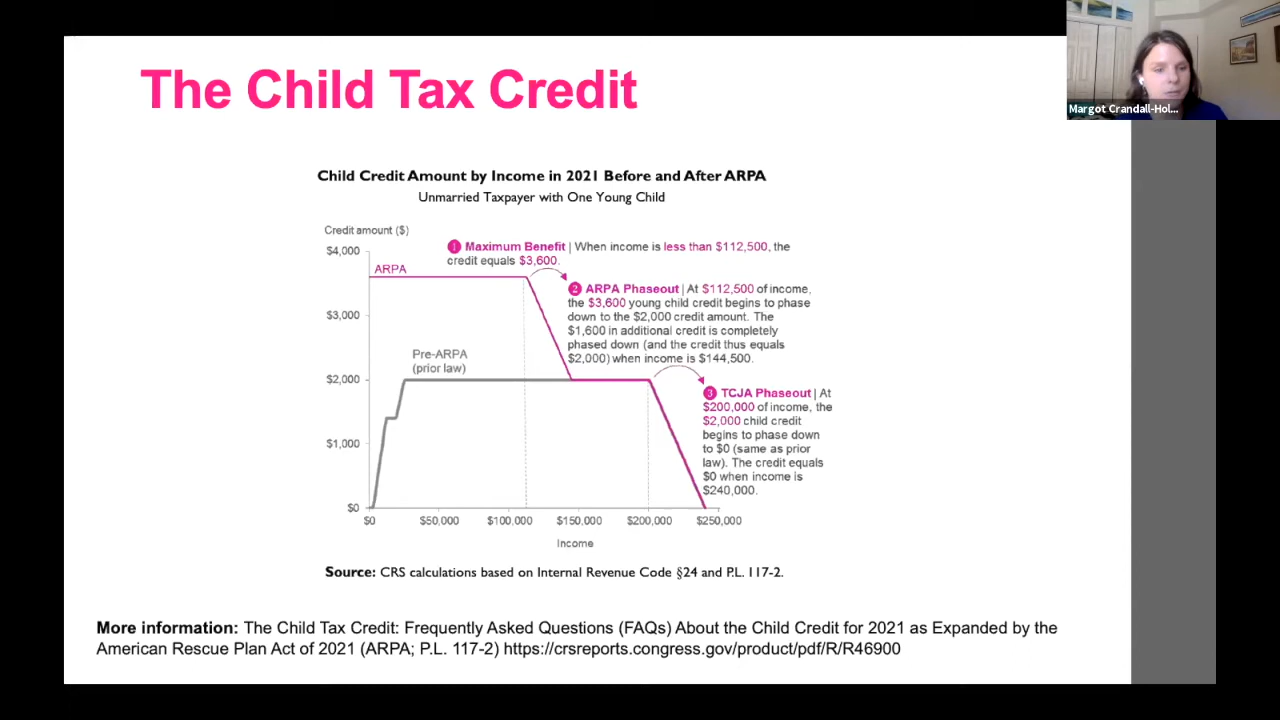 The Child Tax Credit
Margot Crandall-Hol...
Child Credit Amount by Income in 2021 Before and After ARPA
Unmarried Taxpayer with One Young Child
Credit amount ($)
$4,000
$3,000
$2,000
$1,000
$0
ARPA
1 Maximum Benefit | When income is less than $112,500, the
credit equals $3,600.
2 ARPA Phaseout | At $112,500 of income,
the $3,600 young child credit begins to phase
down to the $2,000 credit amount. The
$1,600 in additional credit is completely
phased down (and the credit thus equals
$2,000) when income is $144,500.
Pre-ARPA
(prior law)
3 TCJA Phaseout | At
$200,000 of income, the
$2,000 child credit
begins to phase down
to $0 (same as prior
law). The credit equals
$0 when income is
$240,000.
$0 $50,000 $100,000 $150,000 $200,000 $250,000
Income
Source: CRS calculations based on Internal Revenue Code §24 and P.L. 117-2.
More information: The Child Tax Credit: Frequently Asked Questions (FAQs) About the Child Credit for 2021 as Expanded by the
American Rescue Plan Act of 2021 (ARPA; P.L. 117-2) https://crsreports.congress.gov/product/pdf/R/R46900